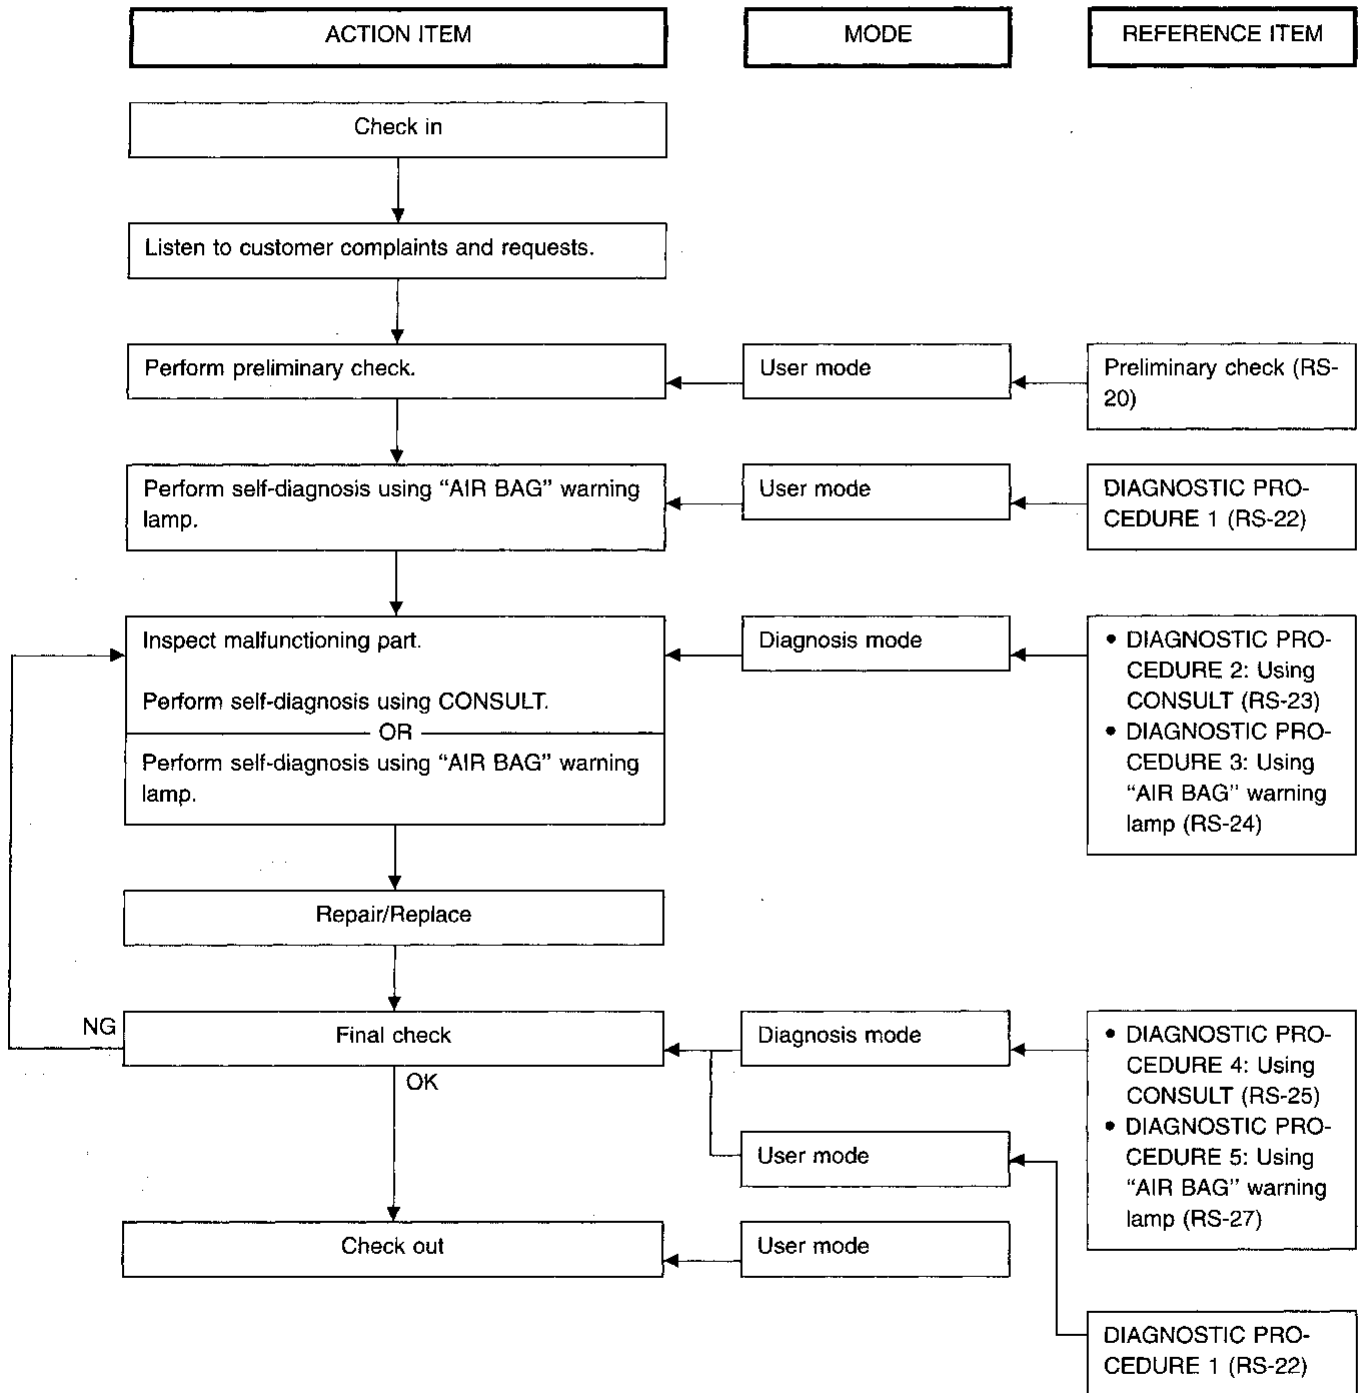 ACTION ITEM
MODE
REFERENCE ITEM
Check in
Listen to customer complaints and requests.
Perform preliminary check.
User mode
Preliminary check (RS-
20)
Perform self-diagnosis using “AIR BAG” warning
lamp.
User mode
DIAGNOSTIC PRO-
CEDURE 1 (RS-22)
Inspect malfunctioning part.
Perform self-diagnosis using CONSULT.
OR
Perform self-diagnosis using “AIR BAG” warning
lamp.
Diagnosis mode
• DIAGNOSTIC PRO-
CEDURE 2: Using
CONSULT (RS-23)
• DIAGNOSTIC PRO-
CEDURE 3: Using
“AIR BAG” warning
lamp (RS-24)
Repair/Replace
NG
Final check
OK
Diagnosis mode
• DIAGNOSTIC PRO-
CEDURE 4: Using
CONSULT (RS-25)
• DIAGNOSTIC PRO-
CEDURE 5: Using
“AIR BAG” warning
lamp (RS-27)
User mode
Check out
User mode
DIAGNOSTIC PRO-
CEDURE 1 (RS-22)